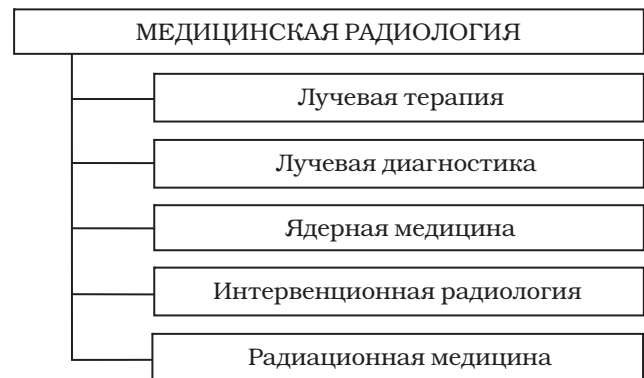 МЕДИЦИНСКАЯ РАДИОЛОГИЯ
Лучевая терапия
Лучевая диагностика
Ядерная медицина
Интервенционная радиология
Радиационная медицина